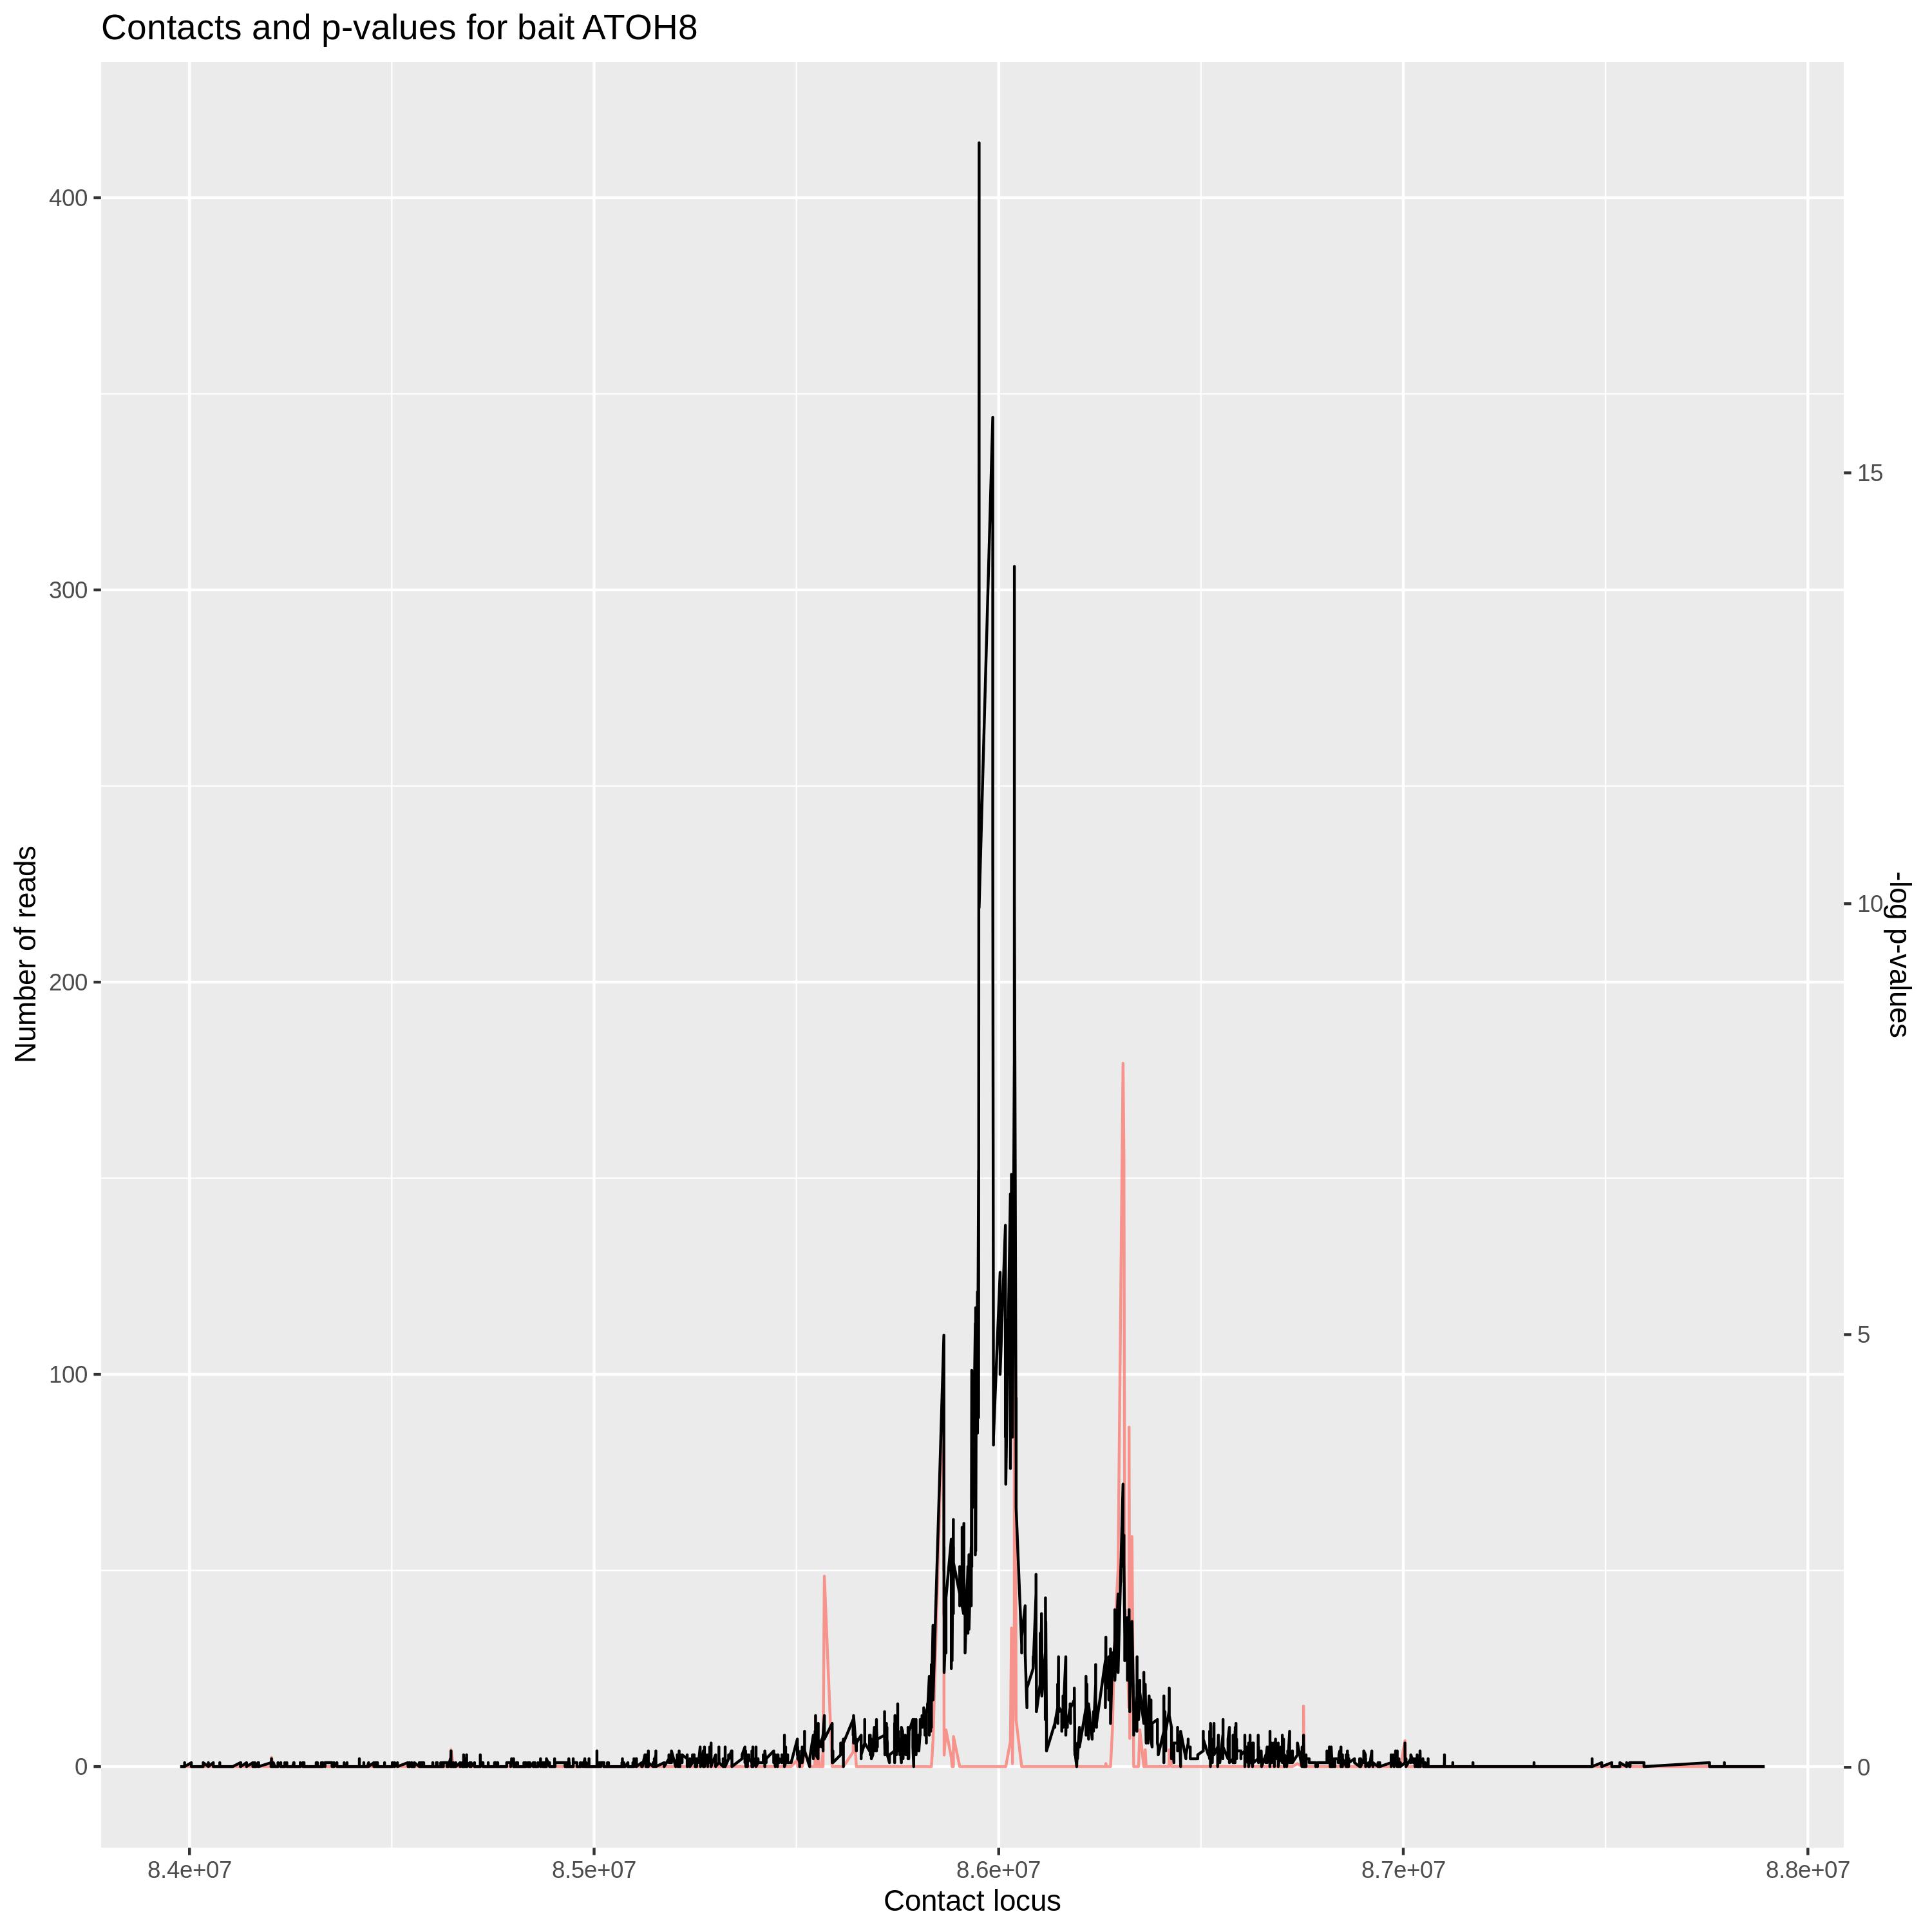 Contacts and p-values for bait ATOH8
400
300
200
100
0
Number of reads
15
10
5
0
-log p-values
8.4e+07
8.5e+07
8.6e+07
8.7e+07
8.8e+07
Contact locus